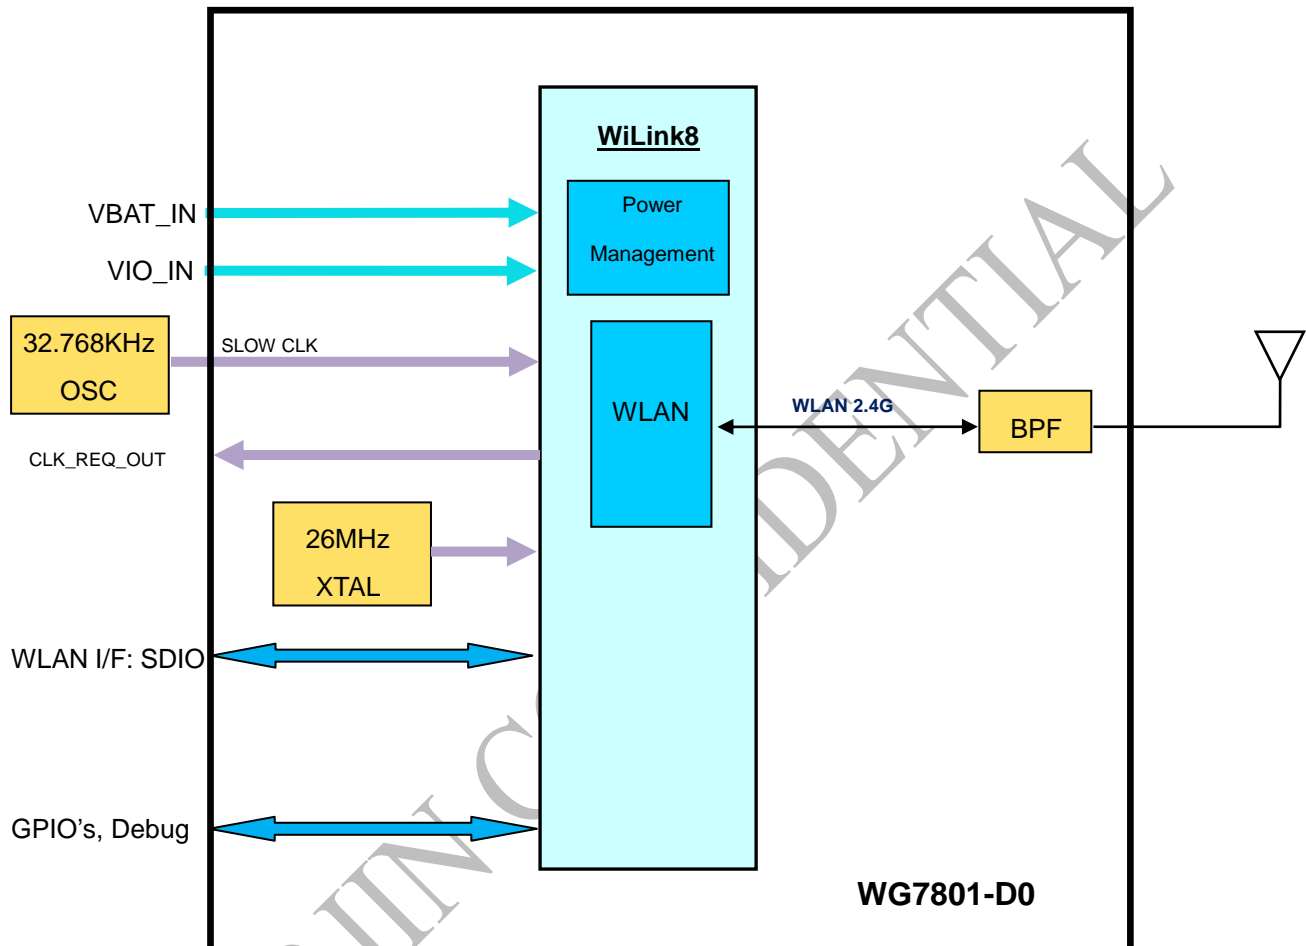 WiLink8
Power
Management
VBAT_IN
VIO_IN
32.768KHz
OSC
SLOW CLK
WLAN
WLAN 2.4G
BPF
CLK_REQ_OUT
26MHz
XTAL
WLAN I/F: SDIO
GPIO’s, Debug
WG7801-D0